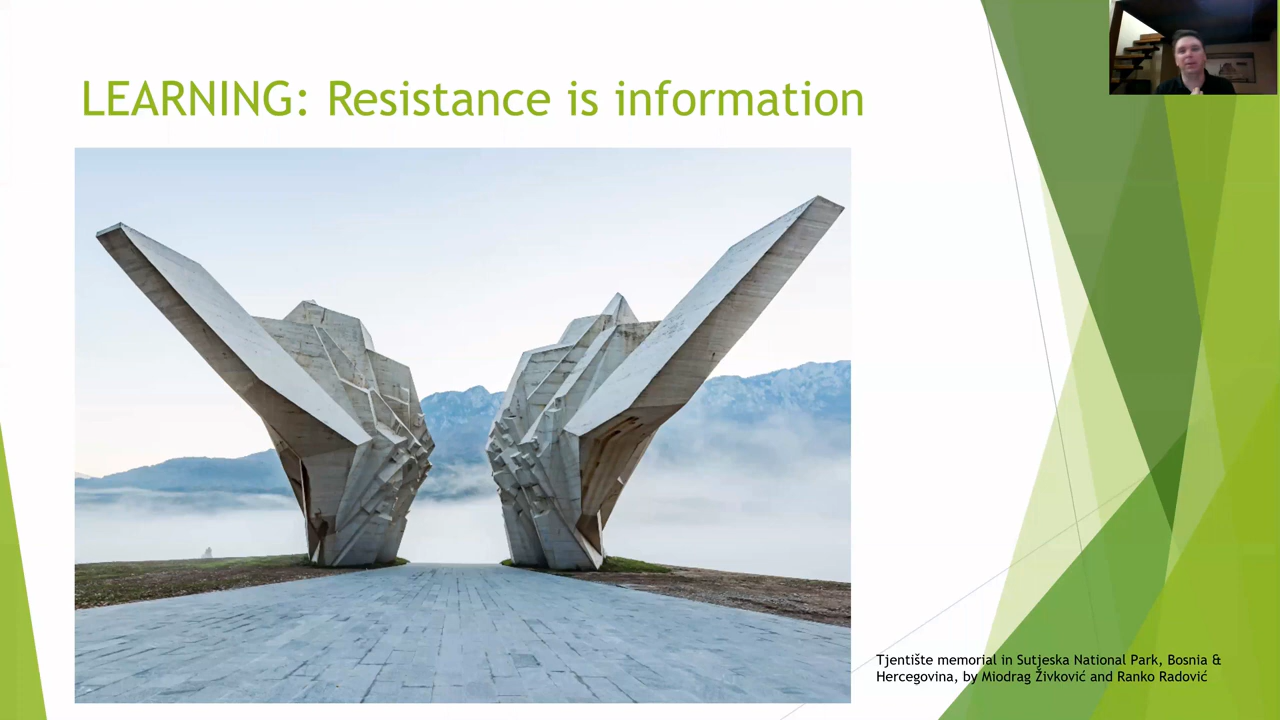 LEARNING: Resistance is information
Tjentište memorial in Sutjeska National Park, Bosnia &
Hercegovina, by Miodrag Živković and Ranko Radović